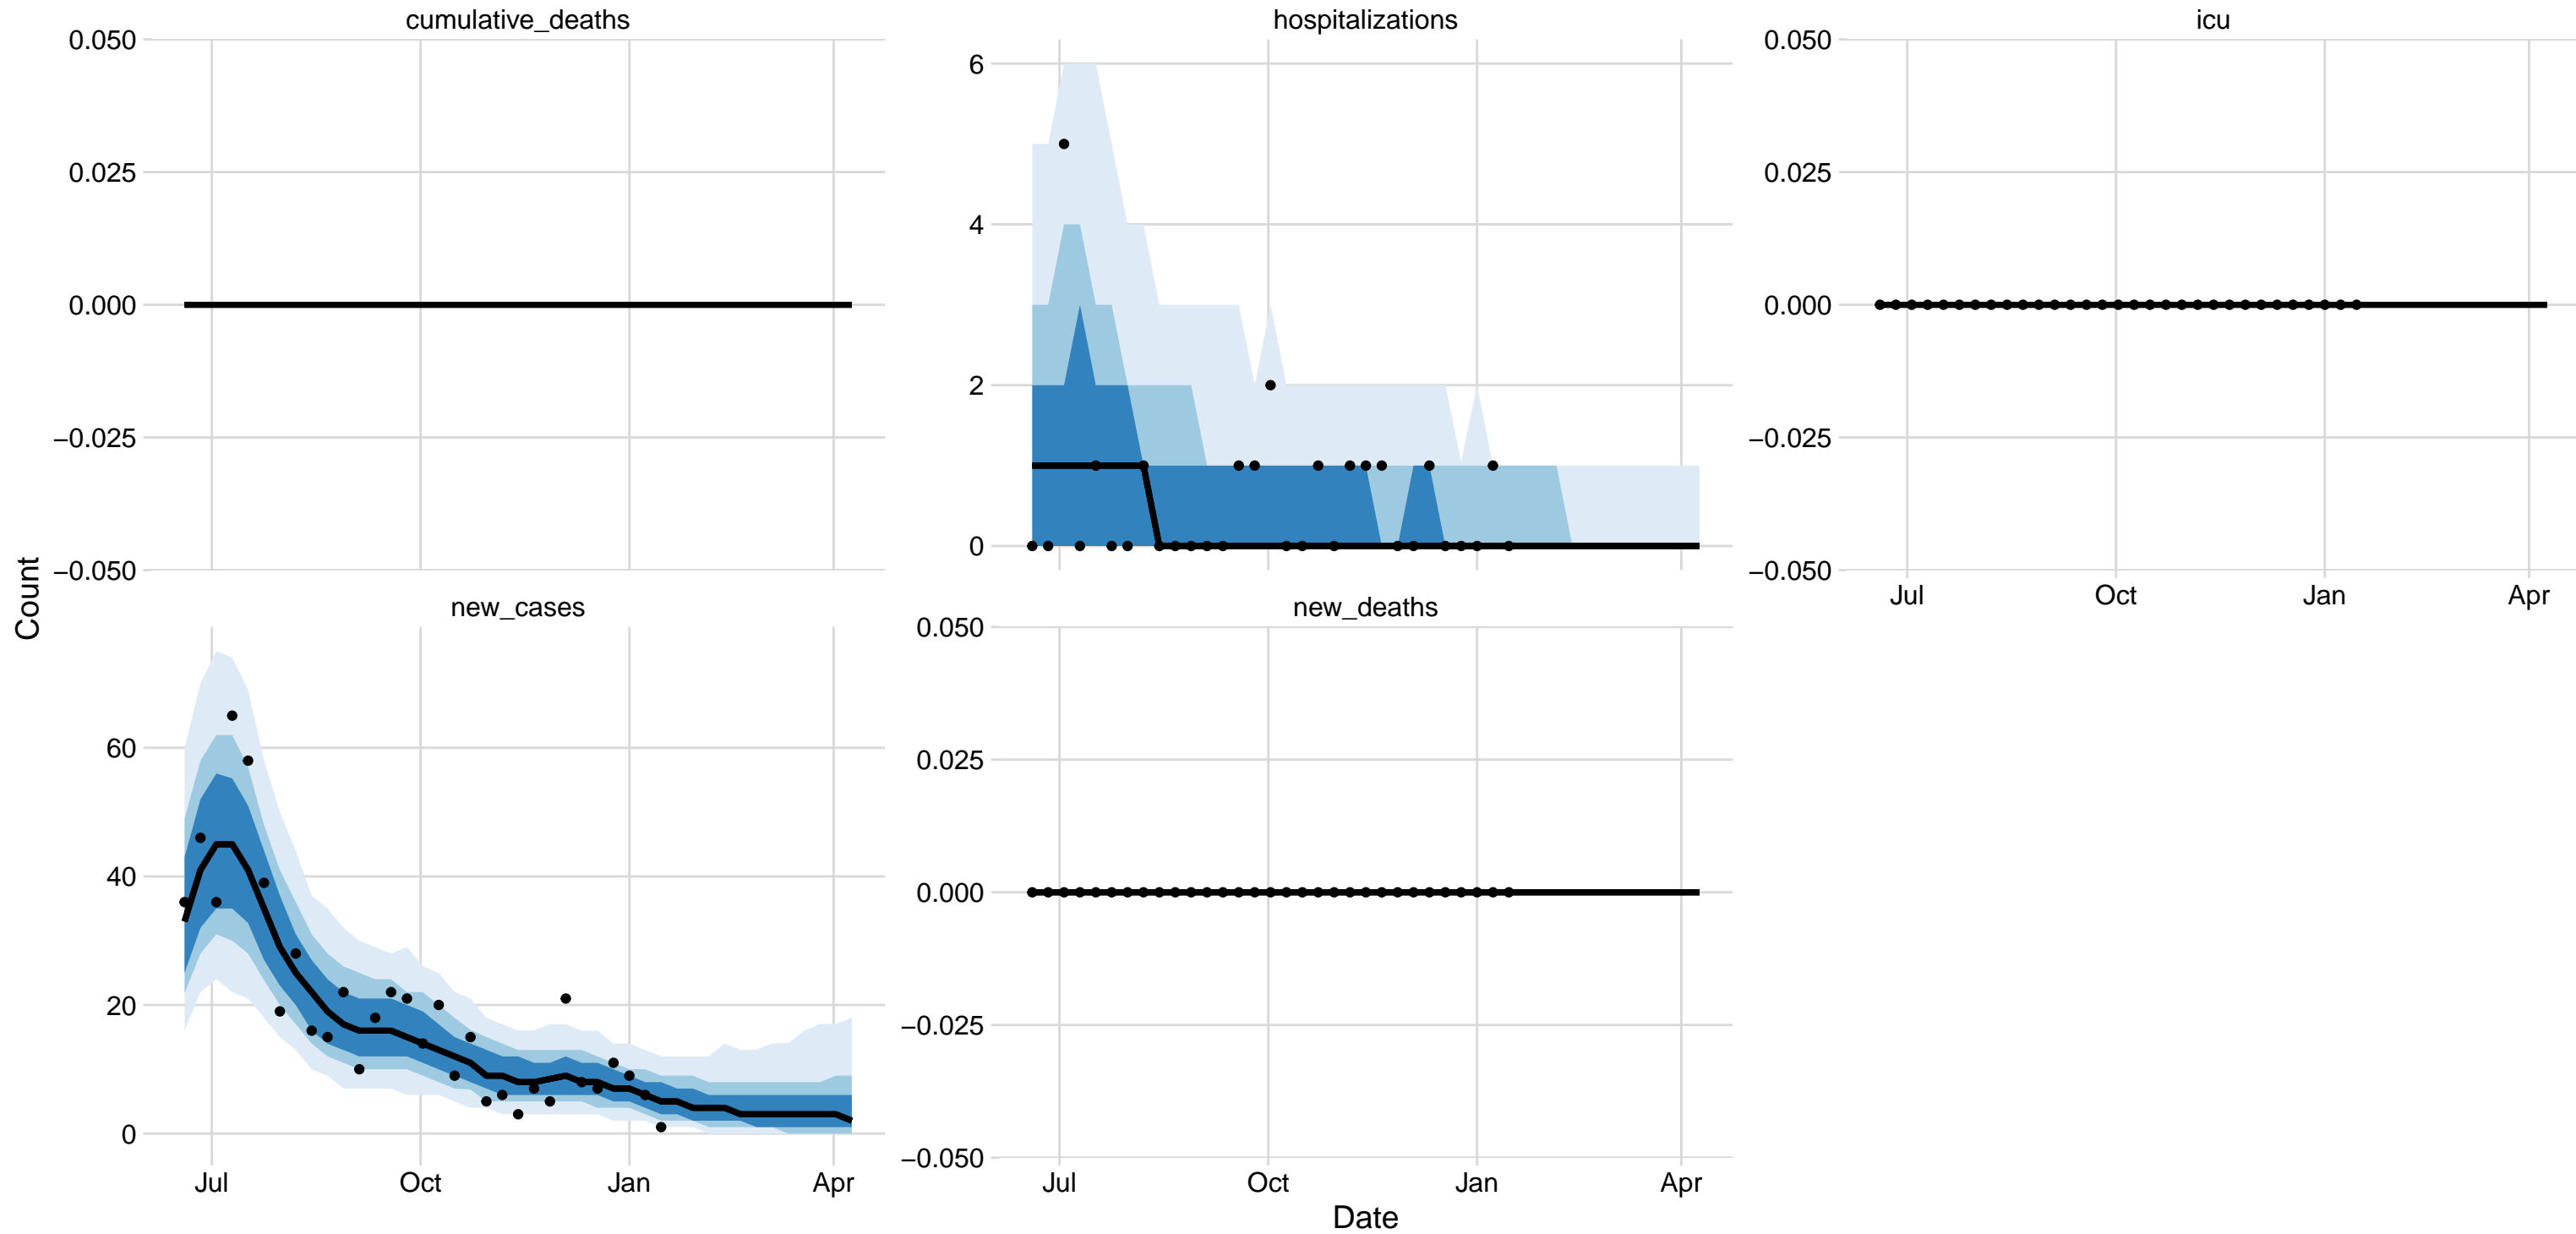 cumulative_deaths
0.050
0.025
0.000
−0.025
−0.050
hospitalizations
6
4
2
0
icu
0.050
0.025
0.000
−0.025
−0.050
Jul Oct Jan Apr
Count
new_cases
60
40
20
0
Jul Oct Jan Apr
new_deaths
0.050
0.025
0.000
−0.025
−0.050
Jul Oct Jan Apr
Date